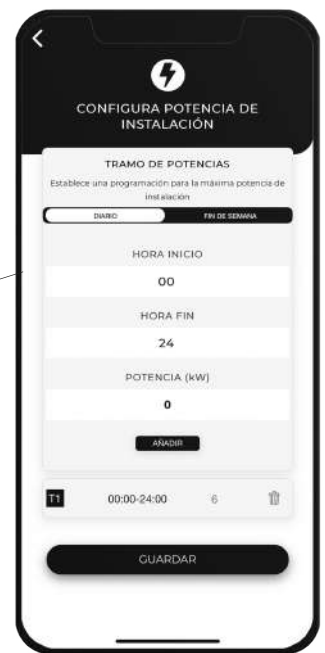 CONFIGURA POTENCIA DE
INSTALACIÓN
TRAMO DE POTENCIAS
Establece una programación para la máxima potencia de
instalación
DIARIO FIN DE SEMANA
HORA INICIO
00
HORA FIN
24
POTENCIA (kW)
0
AÑADIR
T1 00:00-24:00 6
GUARDAR